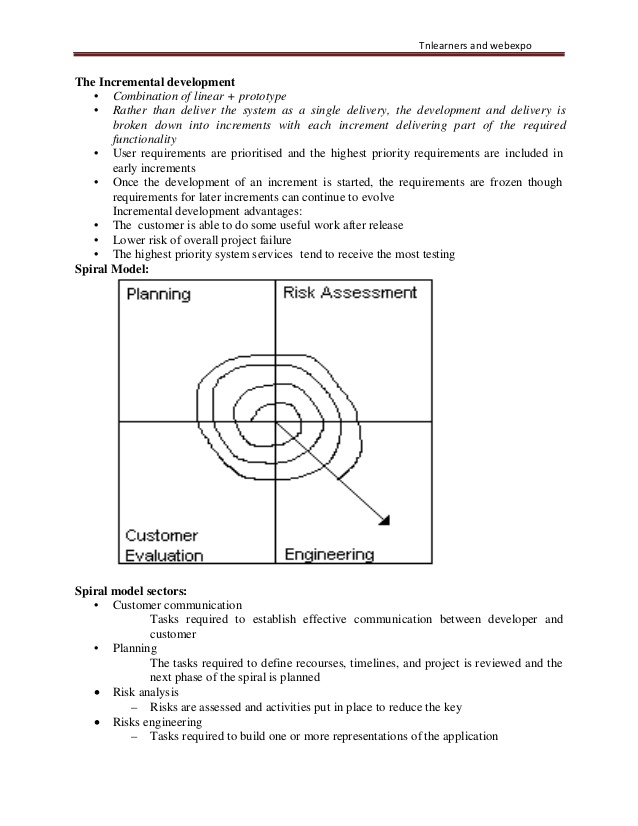 Tnlearners and webexpo
The Incremental development
• Combination of linear + prototype
• Rather than deliver the system as a single delivery, the development and delivery is
broken down into increments with each increment delivering part of the required
functionality
• User requirements are prioritised and the highest priority requirements are included in
early increments
• Once the development of an increment is started, the requirements are frozen though
requirements for later increments can continue to evolve
Incremental development advantages:
• The customer is able to do some useful work after release
• Lower risk of overall project failure
• The highest priority system services tend to receive the most testing
Spiral Model:
Planning
Risk Assessment
Customer
Evaluation
Engineering
Spiral model sectors:
• Customer communication
Tasks required to establish effective communication between developer and
customer
• Planning
The tasks required to define recourses, timelines, and project is reviewed and the
next phase of the spiral is planned
• Risk analysis
– Risks are assessed and activities put in place to reduce the key
• Risks engineering
– Tasks required to build one or more representations of the application